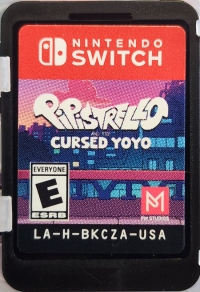 NINTENDO
SWITCH
PIPISTRELLO
AND THE
CURSED YOYO
EVERYONE
E
ESRB
PM STUDIOS
LA-H-BKCZA-USA